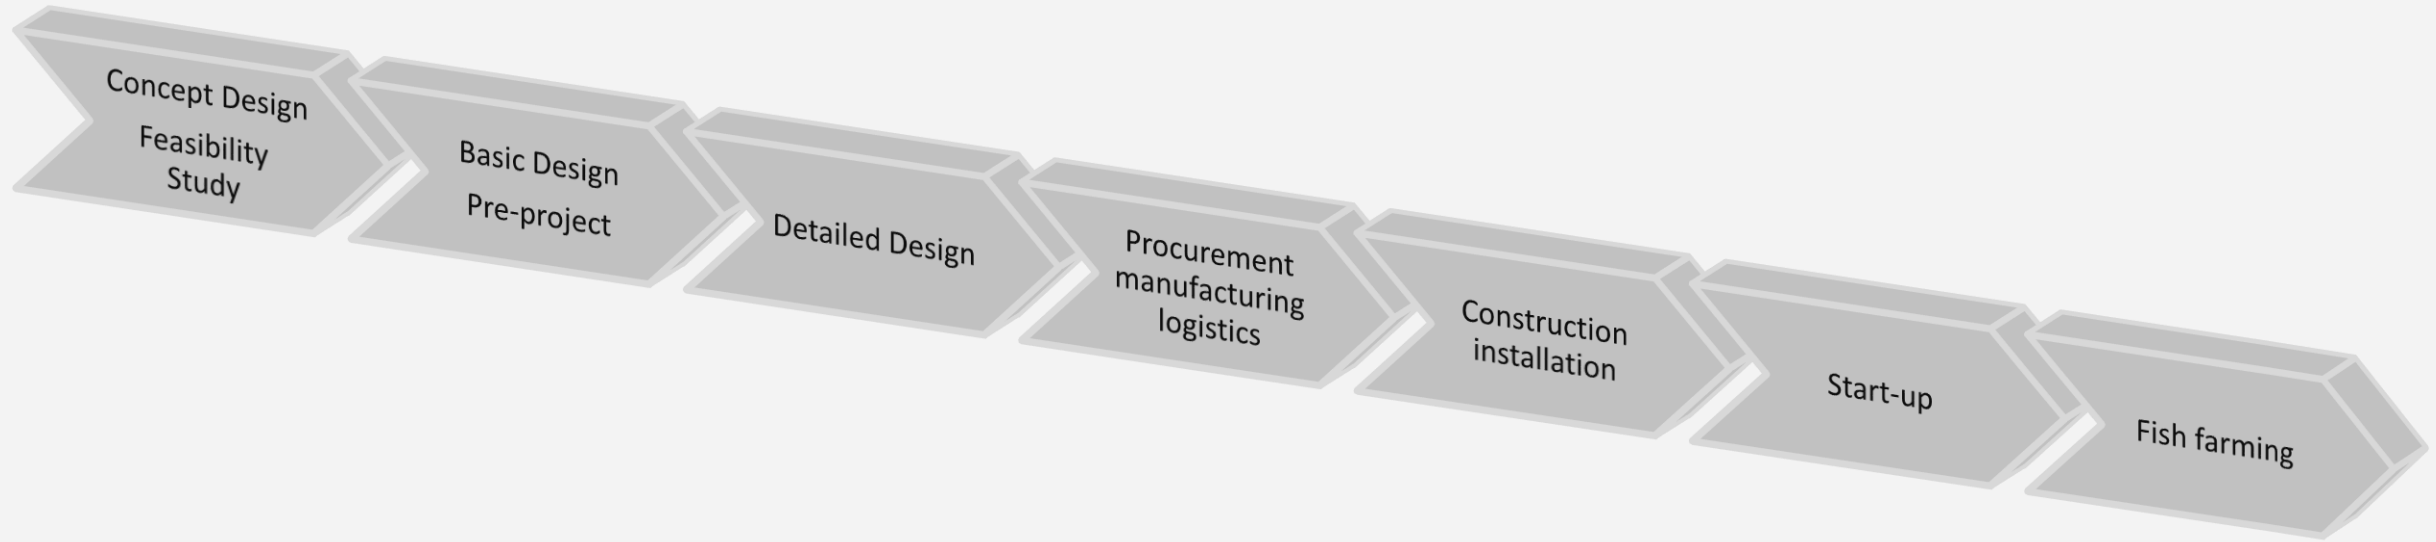 Concept Design
Feasibility
Study
Basic Design
Pre-project
Detailed Design
Procurement
manufacturing
logistics
Construction
installation
Start-up
Fish farming